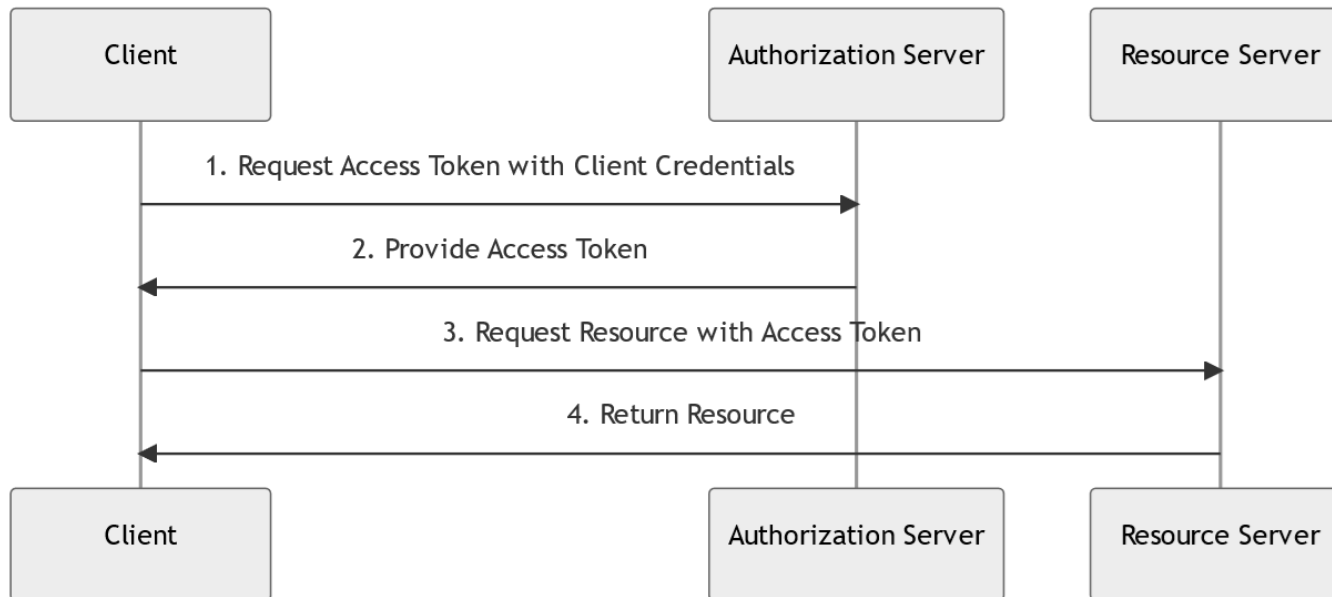 Client
Authorization Server
Resource Server
1. Request Access Token with Client Credentials
2. Provide Access Token
3. Request Resource with Access Token
4. Return Resource
Client
Authorization Server
Resource Server